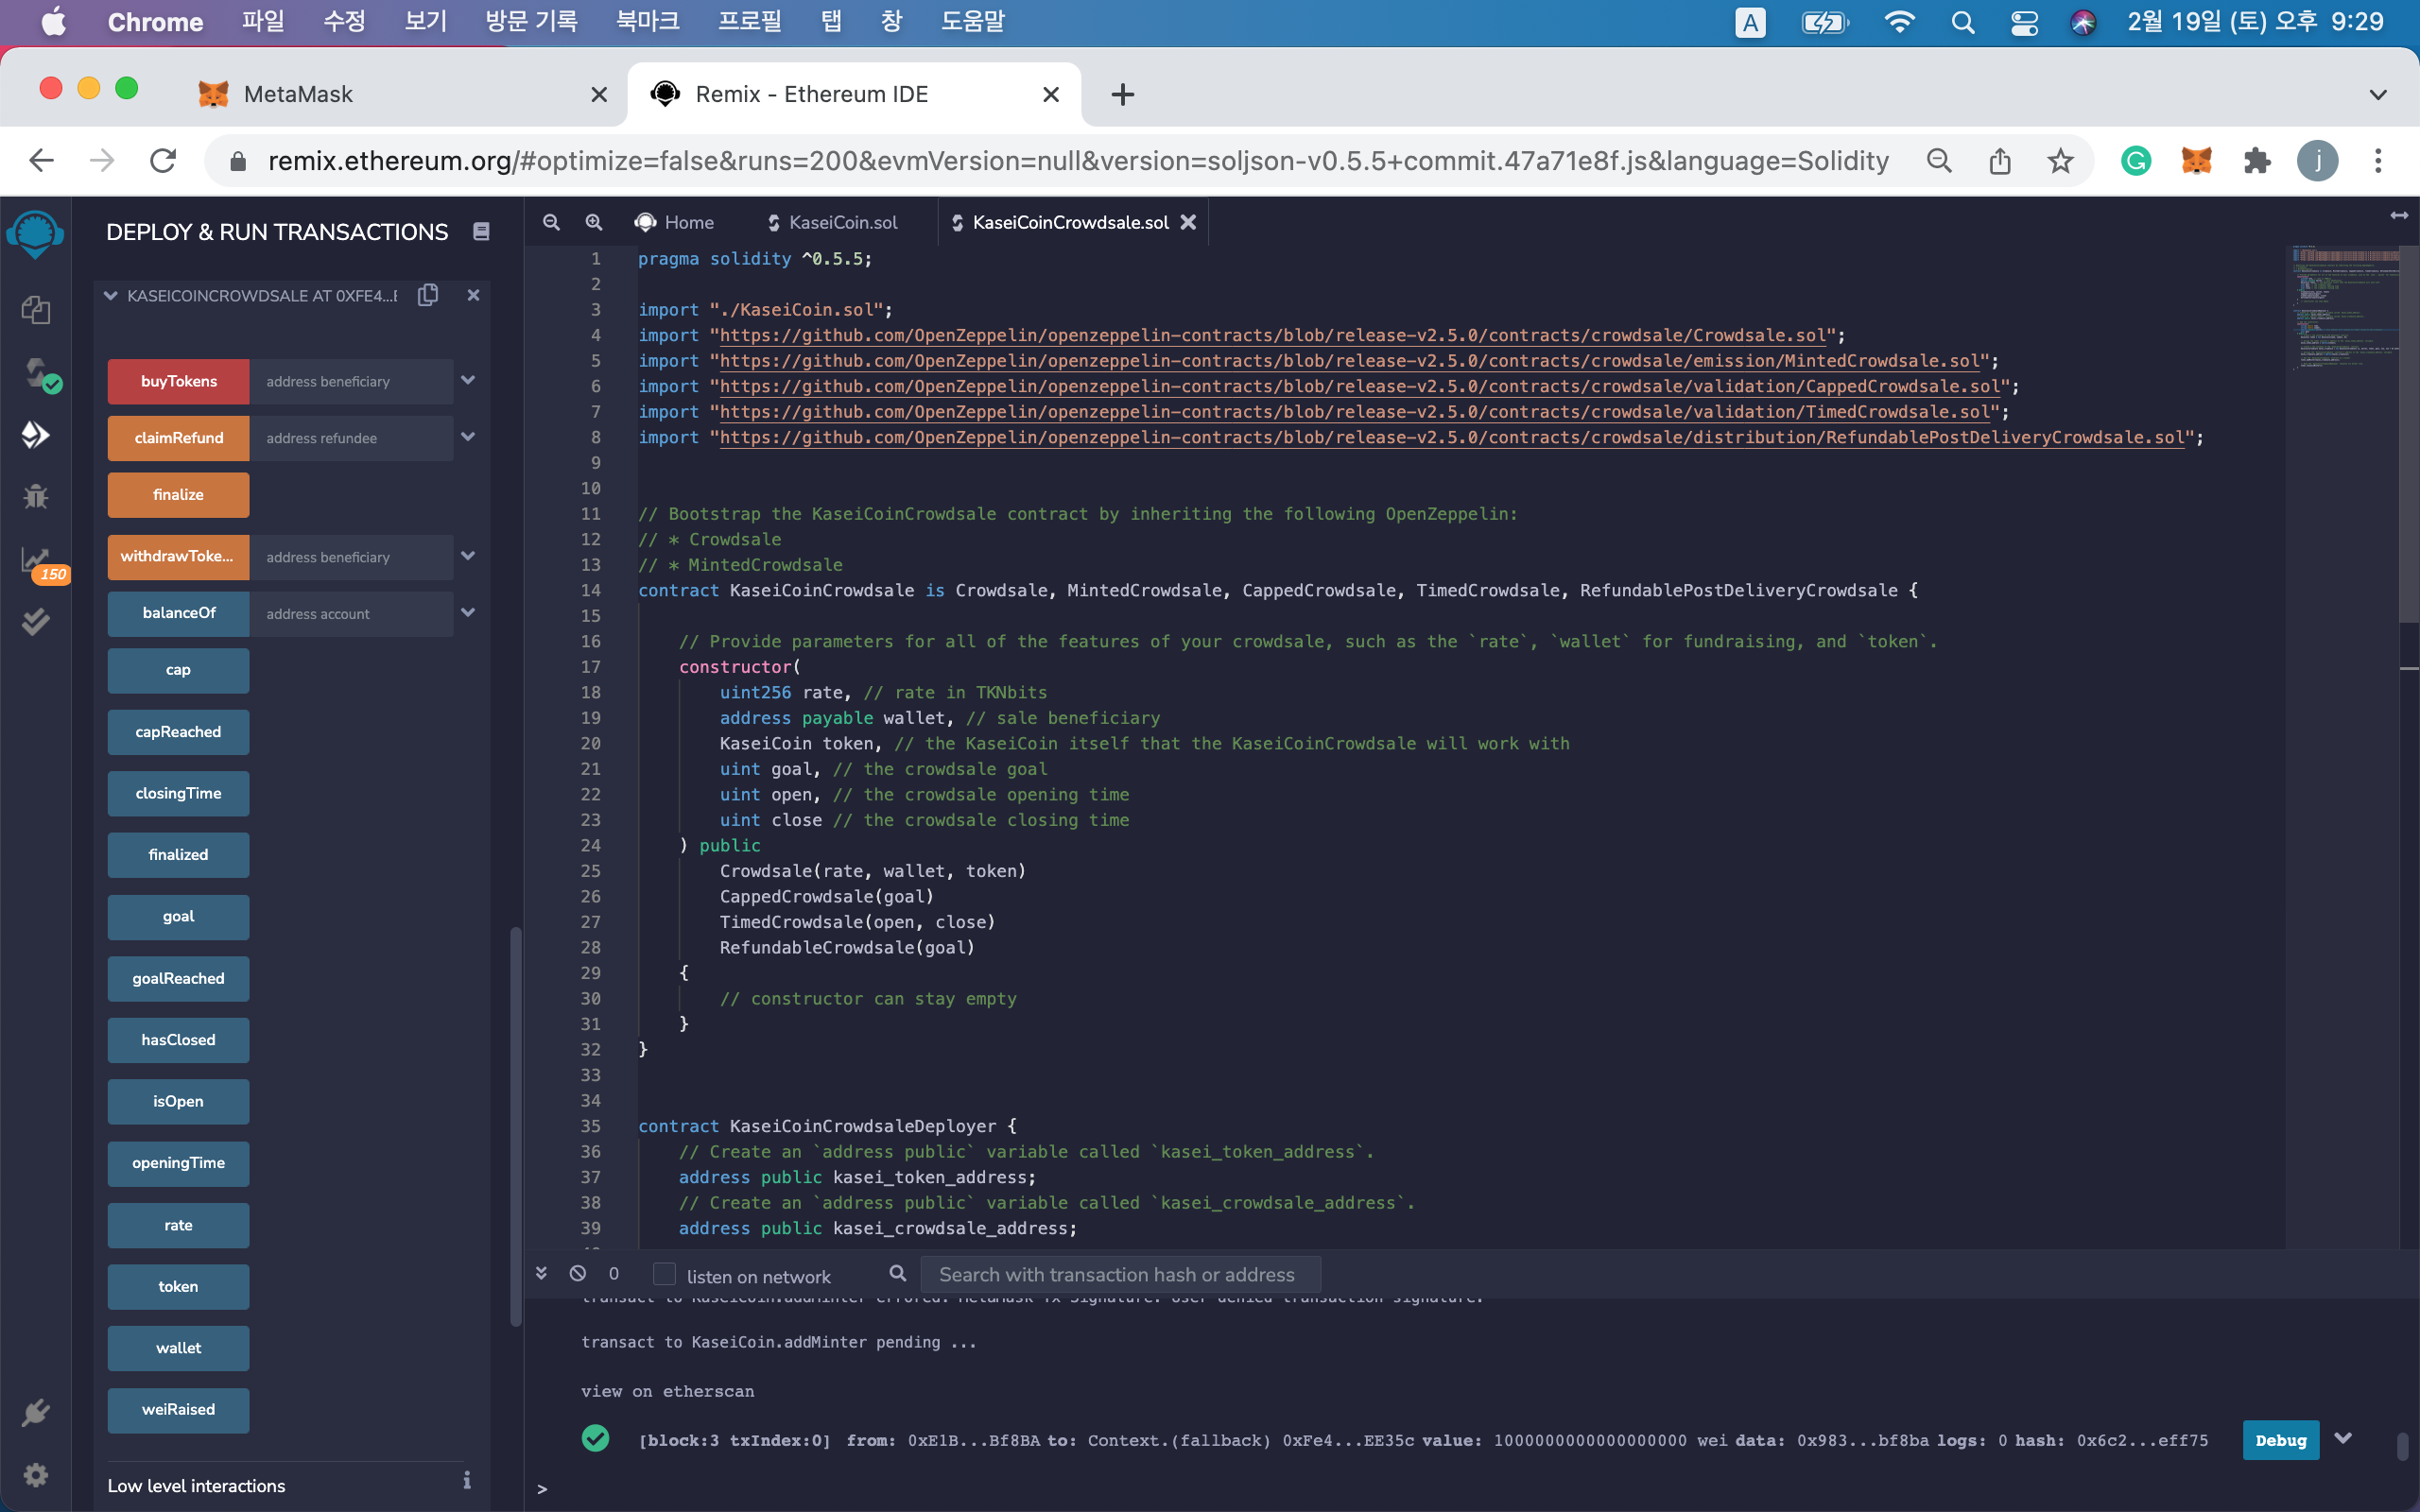 Chrome 파일 수정 보기 방문 기록 북마크 프로필 탭 창 도움말 A 2월 19일 (토) 오후 9:29
MetaMask
Remix - Ethereum IDE
remix.ethereum.org/#optimize=false&runs=200&evmVersion=null&version=soljson-v0.5.5+commit.47a71e8f.js&language=Solidity
j
DEPLOY & RUN TRANSACTIONS
KASEICOINCROWDSALE AT 0XFE4...
buyTokens address beneficiary
claimRefund address refundee
finalize
withdrawToke... address beneficiary
balanceOf address account
cap
capReached
closingTime
finalized
goal
goalReached
hasClosed
isOpen
openingTime
rate
token
wallet
weiRaised
Low level interactions
i
150
Home KaseiCoin.sol KaseiCoinCrowdsale.sol
1 pragma solidity ^0.5.5;
2
3 import "./KaseiCoin.sol";
4 import "https://github.com/OpenZeppelin/openzeppelin-contracts/blob/release-v2.5.0/contracts/crowdsale/Crowdsale.sol";
5 import "https://github.com/OpenZeppelin/openzeppelin-contracts/blob/release-v2.5.0/contracts/crowdsale/emission/MintedCrowdsale.sol";
6 import "https://github.com/OpenZeppelin/openzeppelin-contracts/blob/release-v2.5.0/contracts/crowdsale/validation/CappedCrowdsale.sol";
7 import "https://github.com/OpenZeppelin/openzeppelin-contracts/blob/release-v2.5.0/contracts/crowdsale/validation/TimedCrowdsale.sol";
8 import "https://github.com/OpenZeppelin/openzeppelin-contracts/blob/release-v2.5.0/contracts/crowdsale/distribution/RefundablePostDeliveryCrowdsale.sol";
9
10
11 // Bootstrap the KaseiCoinCrowdsale contract by inheriting the following OpenZeppelin:
12 // * Crowdsale
13 // * MintedCrowdsale
14 contract KaseiCoinCrowdsale is Crowdsale, MintedCrowdsale, CappedCrowdsale, TimedCrowdsale, RefundablePostDeliveryCrowdsale {
15
16 // Provide parameters for all of the features of your crowdsale, such as the `rate`, `wallet` for fundraising, and `token`.
17 constructor(
18 uint256 rate, // rate in TKNbits
19 address payable wallet, // sale beneficiary
20 KaseiCoin token, // the KaseiCoin itself that the KaseiCoinCrowdsale will work with
21 uint goal, // the crowdsale goal
22 uint open, // the crowdsale opening time
23 uint close // the crowdsale closing time
24 ) public
25 Crowdsale(rate, wallet, token)
26 CappedCrowdsale(goal)
27 TimedCrowdsale(open, close)
28 RefundableCrowdsale(goal)
29 {
30 // constructor can stay empty
31 }
32 }
33
34
35 contract KaseiCoinCrowdsaleDeployer {
36 // Create an `address public` variable called `kasei_token_address`.
37 address public kasei_token_address;
38 // Create an `address public` variable called `kasei_crowdsale_address`.
39 address public kasei_crowdsale_address;
0 listen on network Search with transaction hash or address
transact to KaseiCoin.addMinter errored: MetaMask Tx Signature: User denied transaction signature.
transact to KaseiCoin.addMinter pending ...
view on etherscan
[block:3 txIndex:0] from: 0xE1B...Bf8BA to: Context.(fallback) 0xFe4...EE35c value: 1000000000000000000 wei data: 0x983...bf8ba logs: 0 hash: 0x6c2...eff75 Debug
>